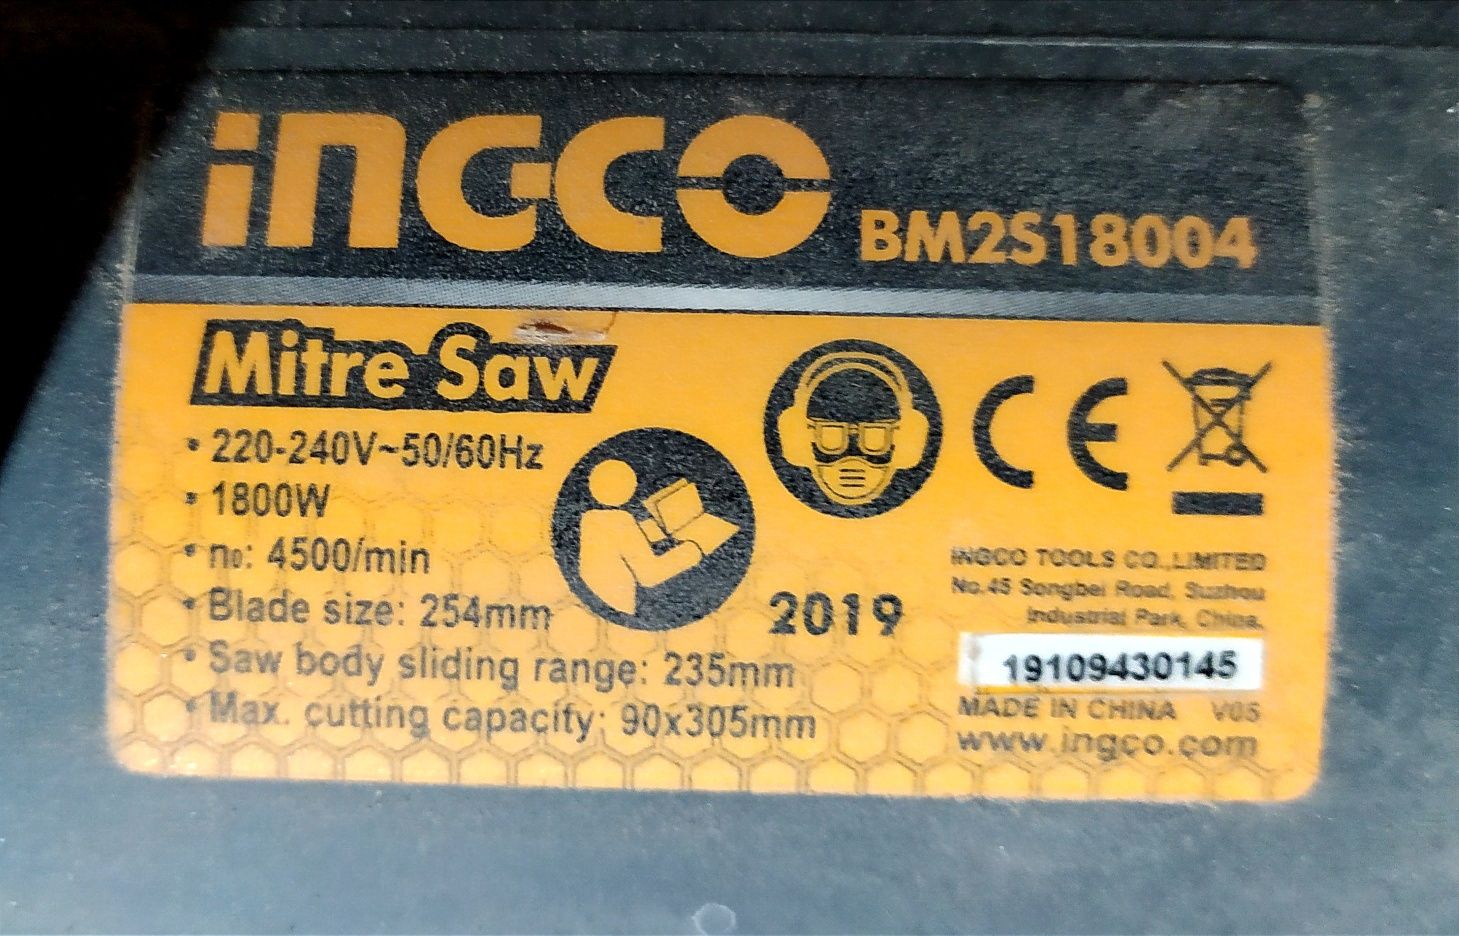 INGCO
BM2S18004
Mitre Saw
• 220-240V~50/60Hz
• 1800W
• n₀: 4500/min
• Blade size: 254mm
• Saw body sliding range: 235mm
• Max. cutting capacity: 90x305mm
CE
2019
INGCO TOOLS CO.,LIMITED
No.45 Songbei Road, Suzhou
Industrial Park, China.
19109430145
MADE IN CHINA V05
www.ingco.com